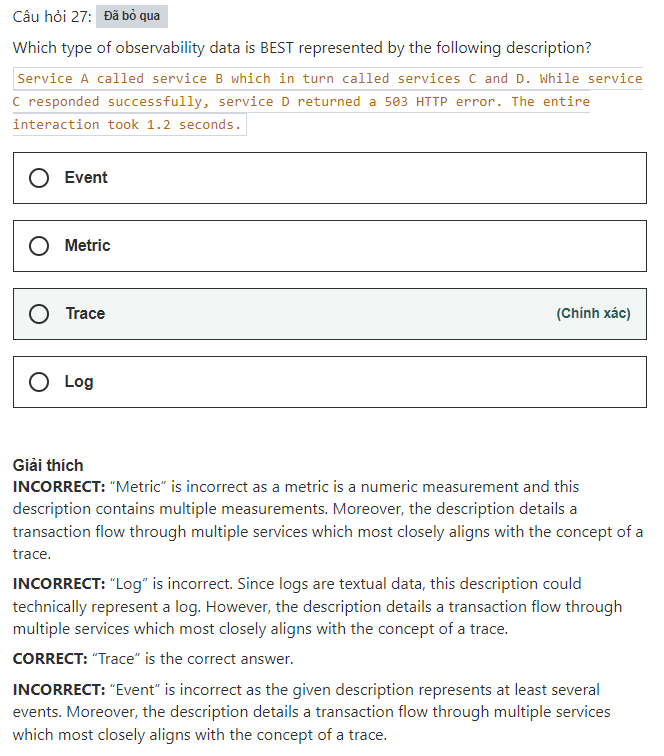 Câu hỏi 27: Đã bỏ qua
Which type of observability data is BEST represented by the following description?
Service A called service B which in turn called services C and D. While service
C responded successfully, service D returned a 503 HTTP error. The entire
interaction took 1.2 seconds.
Event
Metric
Trace (Chính xác)
Log
Giải thích
INCORRECT: “Metric” is incorrect as a metric is a numeric measurement and this
description contains multiple measurements. Moreover, the description details a
transaction flow through multiple services which most closely aligns with the concept of a
trace.
INCORRECT: “Log” is incorrect. Since logs are textual data, this description could
technically represent a log. However, the description details a transaction flow through
multiple services which most closely aligns with the concept of a trace.
CORRECT: “Trace” is the correct answer.
INCORRECT: “Event” is incorrect as the given description represents at least several
events. Moreover, the description details a transaction flow through multiple services
which most closely aligns with the concept of a trace.